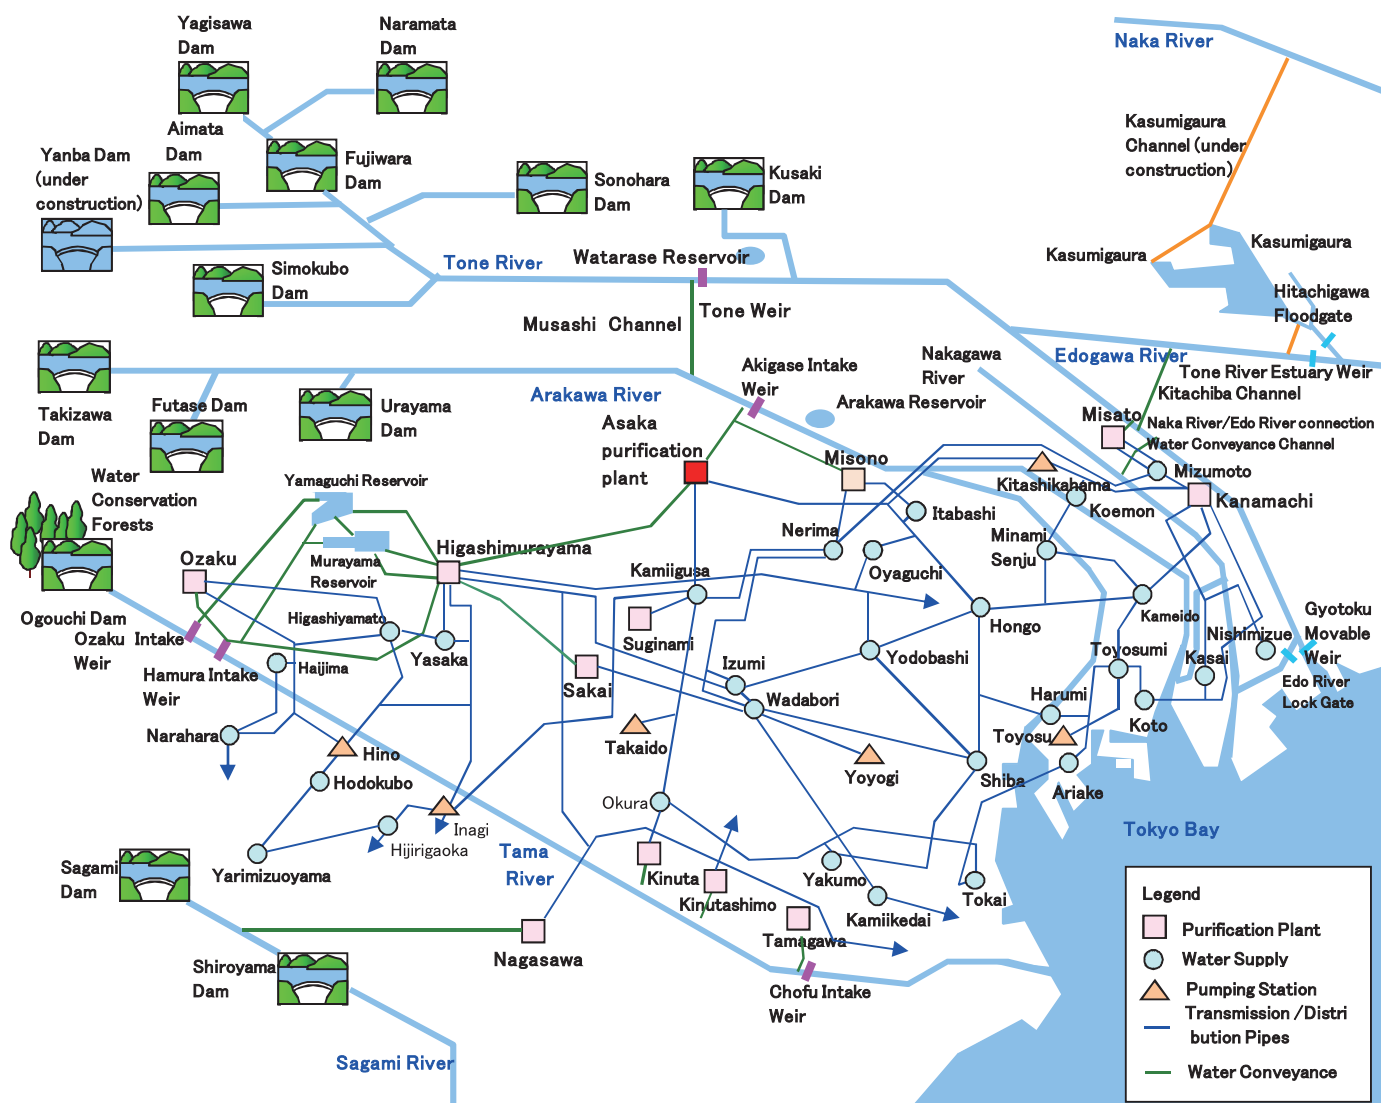 Yagisawa
Dam
Naramata
Dam
Naka River
Aimata
Dam
Yanba Dam
(under
construction)
Fujiwara
Dam
Sonohara
Dam
Kusaki
Dam
Kasumigaura
Channel (under
construction)
Kasumigaura
Kasumigaura
Simokubo
Dam
Tone River
Watarase Reservoir
Hitachigawa
Floodgate
Musashi Channel
Tone Weir
Nakagawa
River
Edogawa River
Tone River Estuary Weir
Kitachiba Channel
Takizawa
Dam
Futase Dam
Urayama
Dam
Arakawa River
Akigase Intake
Weir
Arakawa Reservoir
Misato
Naka River/Edo River connection
Water Conveyance Channel
Asaka
purification
plant
Misono
Mizumoto
Kanamachi
Kitashikahama
Koemon
Water
Conservation
Forests
Yamaguchi Reservoir
Murayama
Reservoir
Higashimurayama
Ozaku
Ogouchi Dam
Ozaku Intake
Weir
Hamura Intake
Weir
Higashiyamato
Yasaka
Haijima
Narahara
Hino
Hodokubo
Yarimizuoyama
Hijirigaoka
Inagi
Nerima
Itabashi
Oyaguchi
Minami
Senju
Kamiigusa
Suginami
Sakai
Hongo
Kameido
Yodobashi
Izumi
Wadabori
Takaido
Yoyogi
Shiba
Toyosumi
Nishimizue
Kasai
Koto
Harumi
Toyosu
Ariake
Gyotoku
Movable
Weir
Edo River
Lock Gate
Okura
Kinuta
Kinutashimo
Tamagawa
Yakumo
Kamiikedai
Tokai
Tama
River
Tokyo Bay
Sagami
Dam
Shiroyama
Dam
Nagasawa
Chofu Intake
Weir
Sagami River
Legend
Purification Plant
Water Supply
Pumping Station
Transmission /Distri
bution Pipes
Water Conveyance